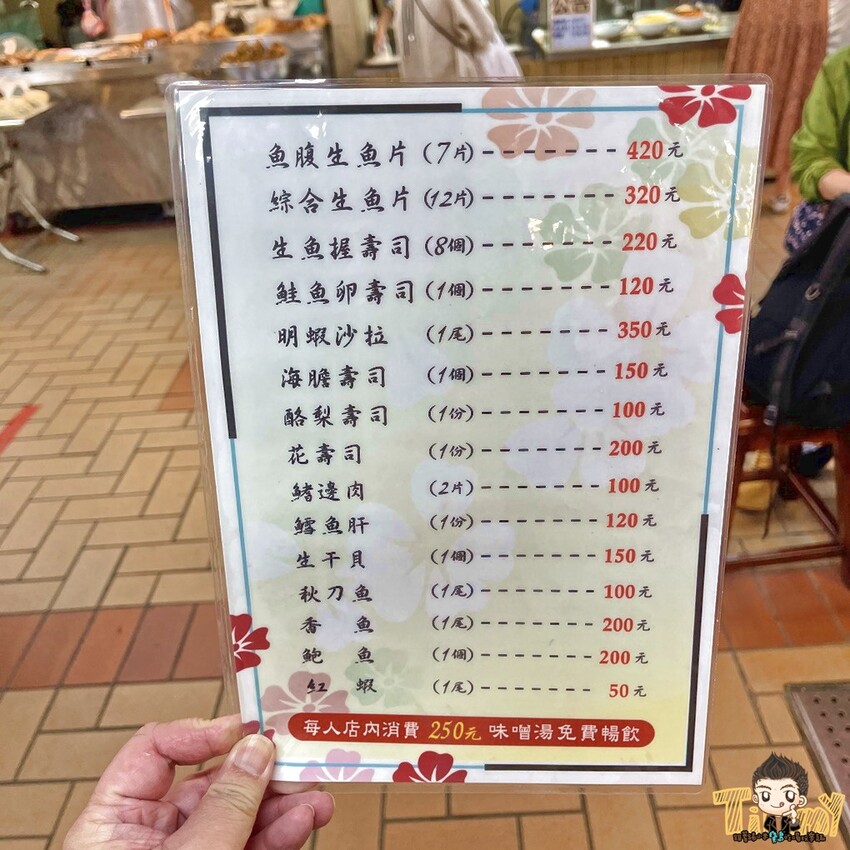 魚腹生魚片 (7片) ------- 420元
綜合生魚片 (12片) ------- 320元
生魚握壽司 (8個) ------- 220元
鮭魚卵壽司 (1個) ------- 120元
明蝦沙拉 (1尾) ------- 350元
海膽壽司 (1個) ------- 150元
酪梨壽司 (1份) ------- 100元
花壽司 (1份) ------- 200元
鰭邊肉 (2片) ------- 100元
鱈魚肝 (1份) ------- 120元
生干貝 (1個) ------- 150元
秋刀魚 (1尾) ------- 100元
香 魚 (1尾) ------- 200元
鮑 魚 (1個) ------- 200元
紅 蝦 (1尾) ------- 50元
每人店內消費 250元 味噌湯免費暢飲